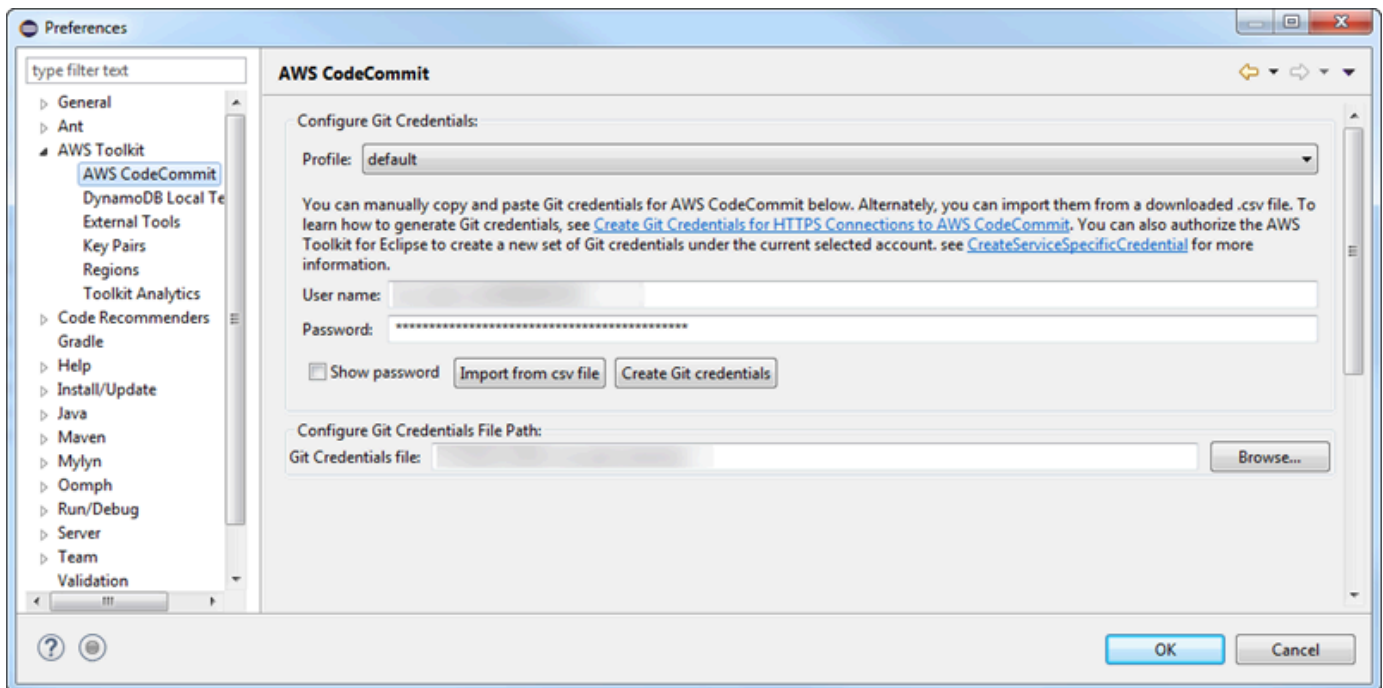 Preferences
type filter text
General
Ant
AWS Toolkit
AWS CodeCommit
DynamoDB Local Te
External Tools
Key Pairs
Regions
Toolkit Analytics
Code Recommenders
Gradle
Help
Install/Update
Java
Maven
Mylyn
Oomph
Run/Debug
Server
Team
Validation
AWS CodeCommit
Configure Git Credentials:
Profile: default
You can manually copy and paste Git credentials for AWS CodeCommit below. Alternately, you can import them from a downloaded .csv file. To
learn how to generate Git credentials, see Create Git Credentials for HTTPS Connections to AWS CodeCommit. You can also authorize the AWS
Toolkit for Eclipse to create a new set of Git credentials under the current selected account. see CreateServiceSpecificCredential for more
information.
User name:
Password: ********************************************
Show password Import from csv file Create Git credentials
Configure Git Credentials File Path:
Git Credentials file: Browse...
OK Cancel